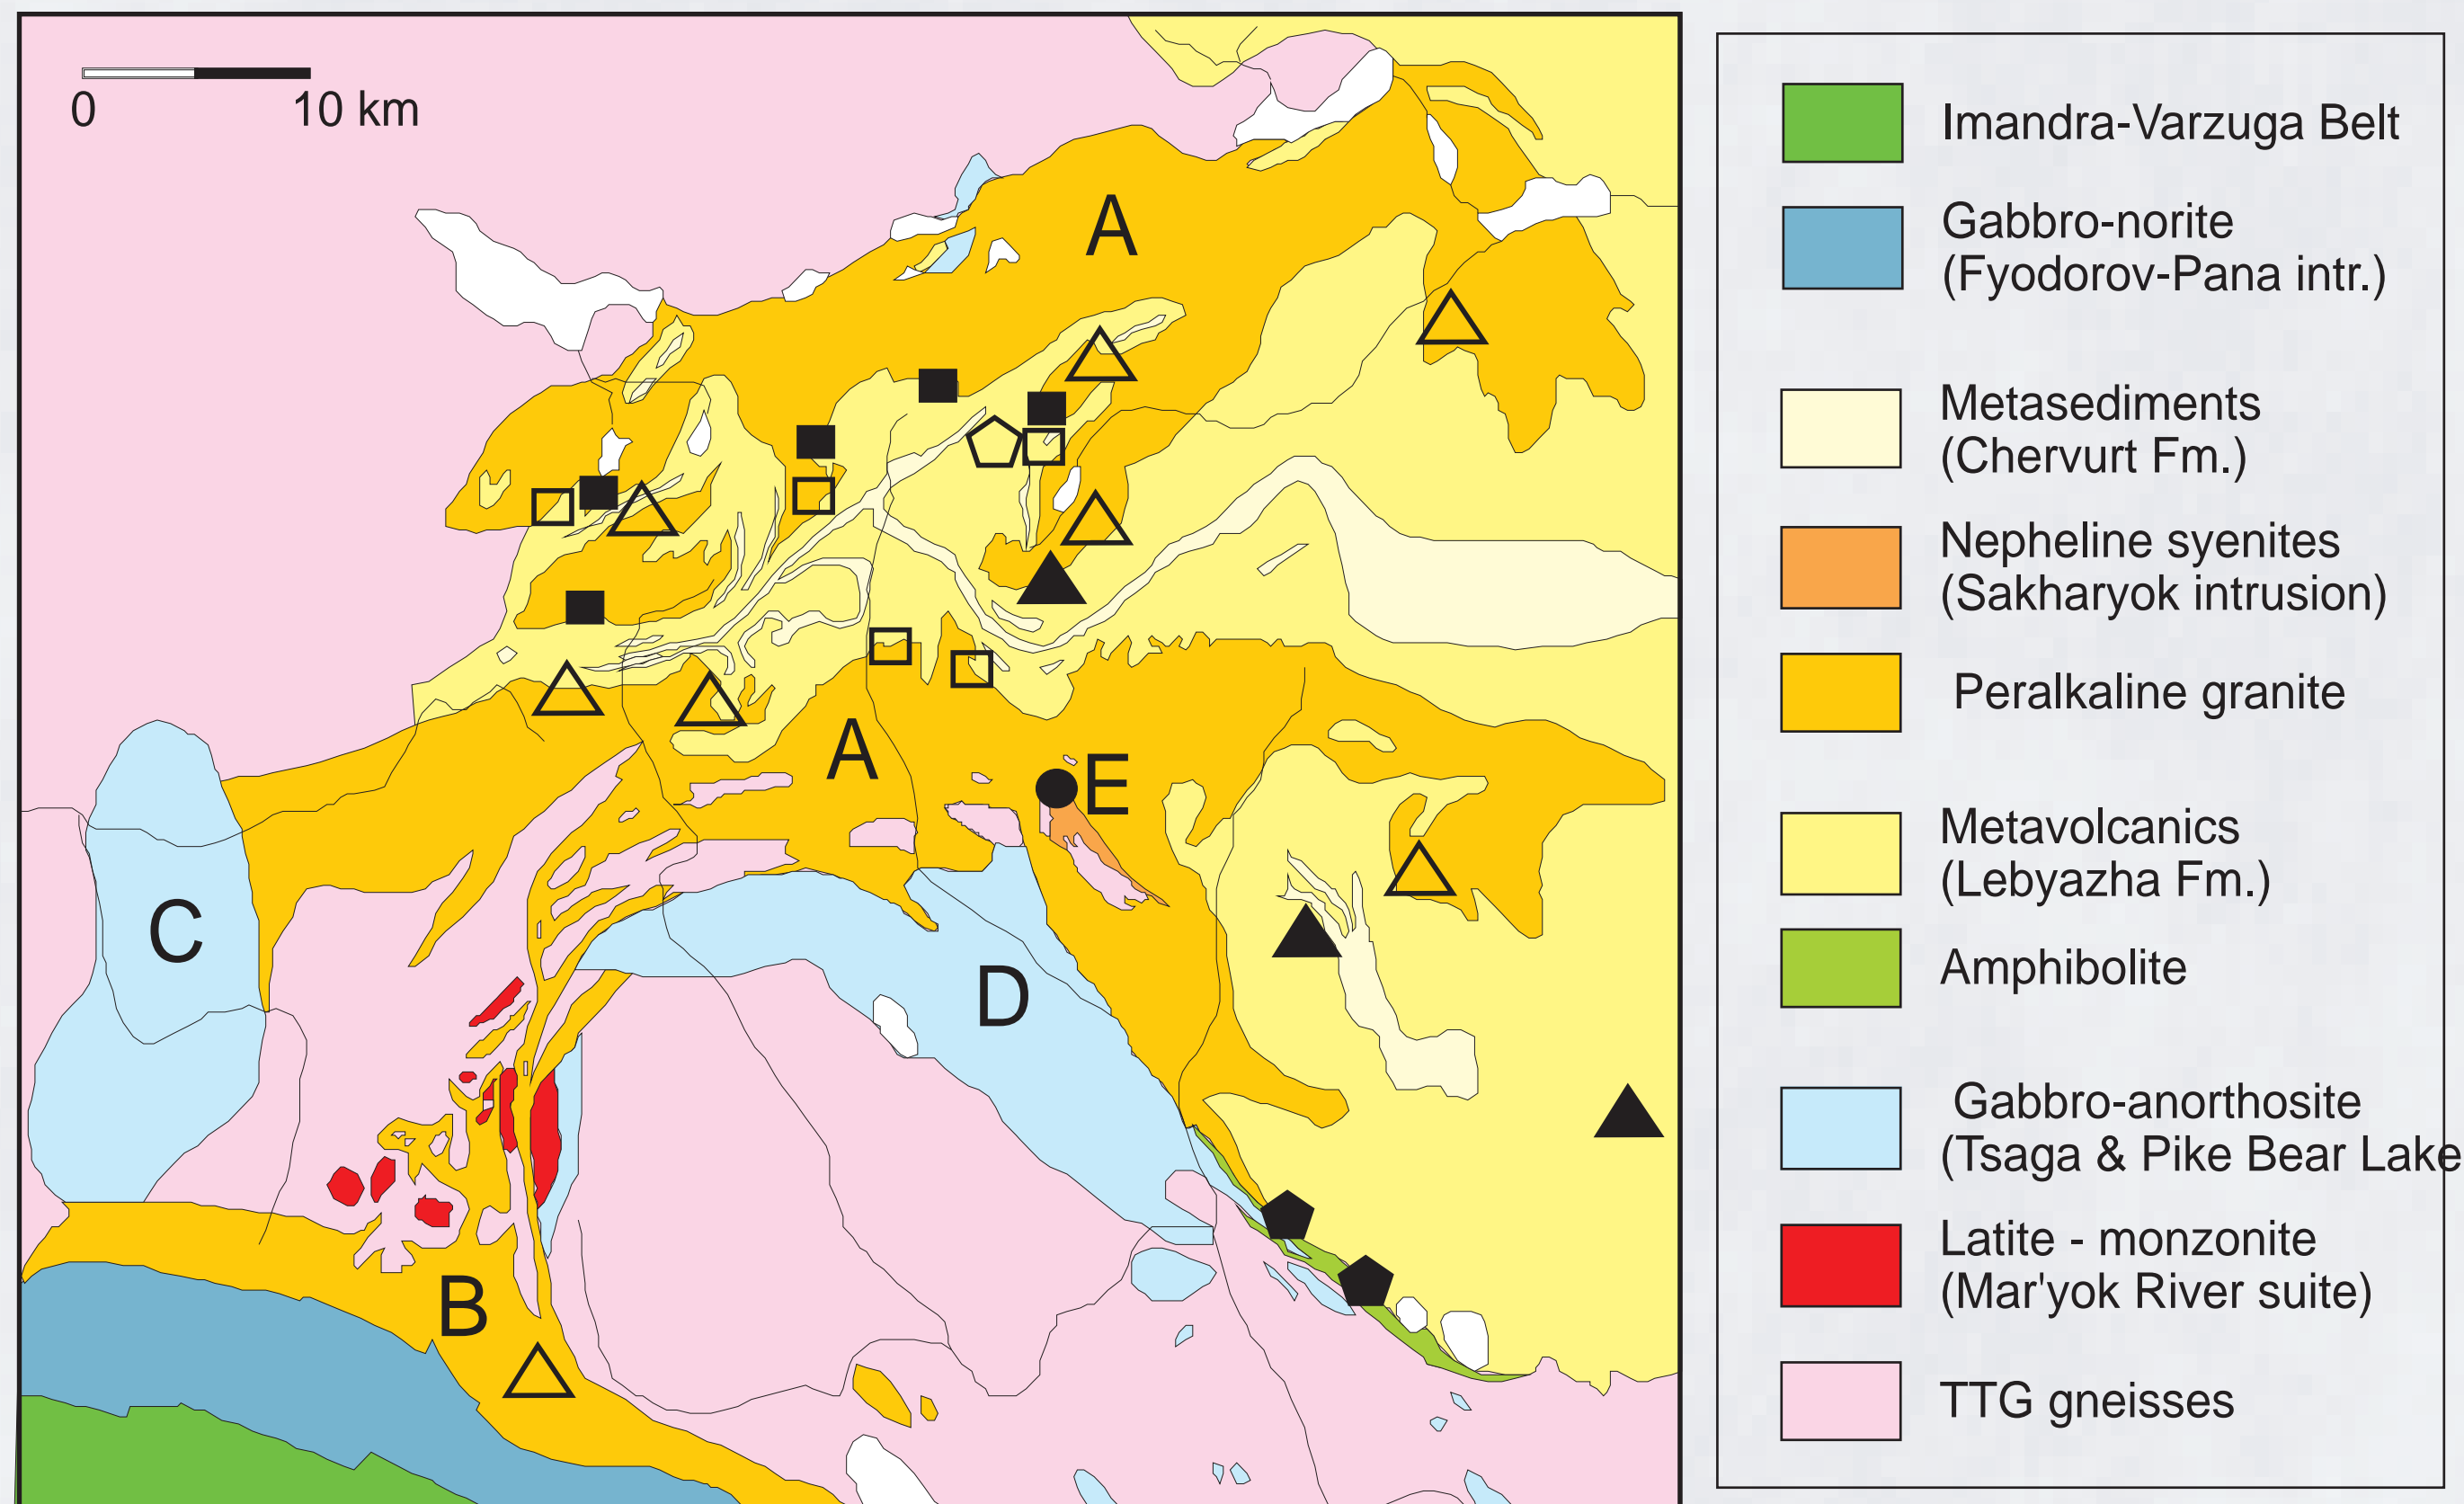 0 10 km
A
A
E
C
D
B
Imandra-Varzuga Belt
Gabbro-norite
(Fyodorov-Pana intr.)
Metasediments
(Chervurt Fm.)
Nepheline syenites
(Sakharyok intrusion)
Peralkaline granite
Metavolcanics
(Lebyazha Fm.)
Amphibolite
Gabbro-anorthosite
(Tsaga & Pike Bear Lake
Latite - monzonite
(Mar'yok River suite)
TTG gneisses